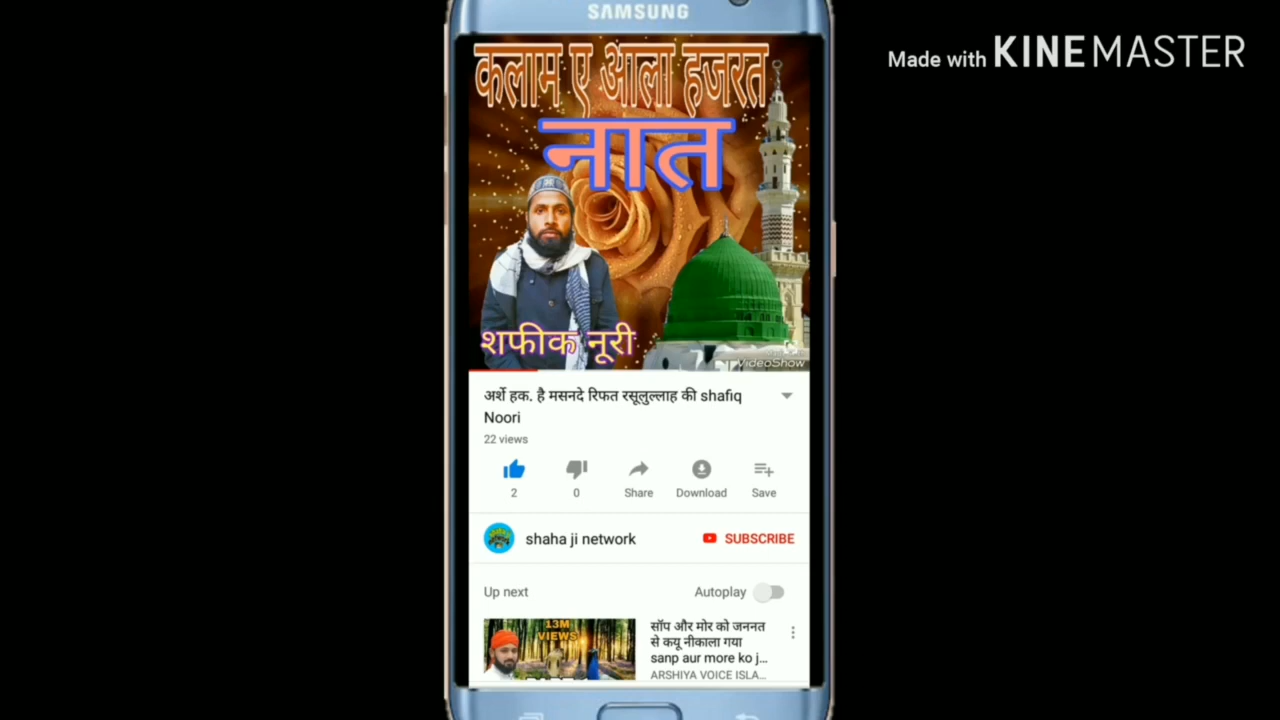 SAMSUNG
Made with KINEMASTER
कलाम ए आला हजरत
नात
शफीक नूरी
VideoShow
अर्शे हक. है मसनदे रिफत रसूलुल्लाह की shafiq
Noori
22 views
2
0
Share
Download
Save
shaha ji network
SUBSCRIBE
Up next
Autoplay
13M
VIEWS
सॉप और मोर को जननत
से कयू नीकाला गया
sanp aur more ko j...
ARSHIYA VOICE ISLA...